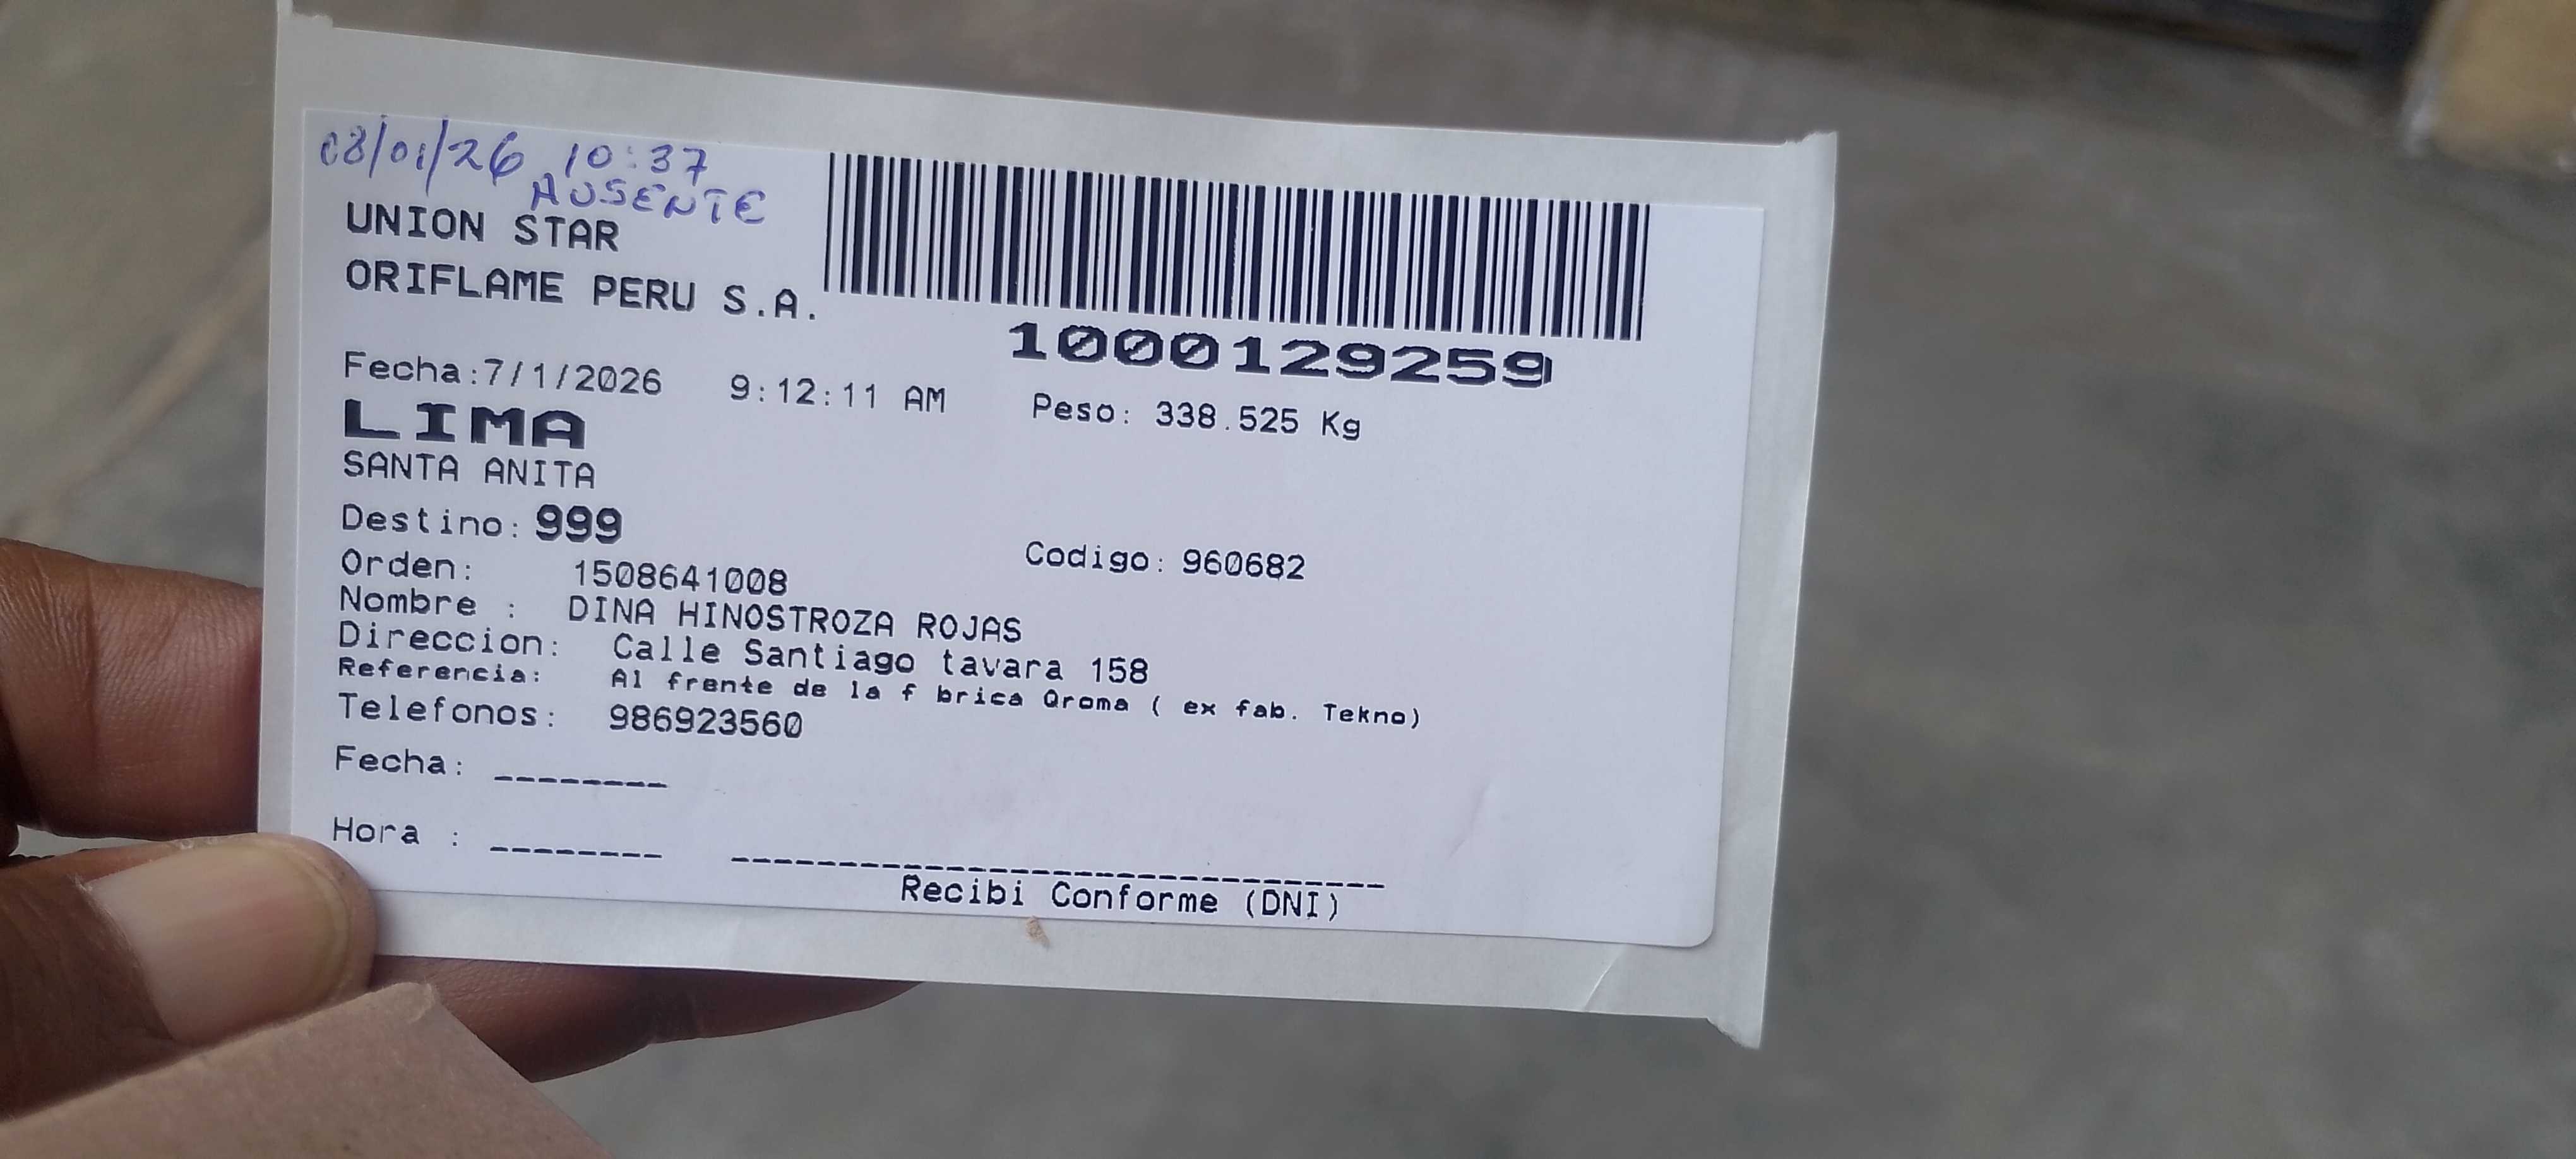 08/01/26 10:37
AUSENTE
UNION STAR
ORIFLAME PERU S.A.
1000129259
Fecha:7/1/2026 9:12:11 AM Peso: 338.525 Kg
LIMA
SANTA ANITA
Destino: 999
Codigo: 960682
Orden: 1508641008
Nombre : DINA HINOSTROZA ROJAS
Direccion: Calle Santiago tavara 158
Referencia: Al frente de la f brica Qroma ( ex fab. Tekno)
Telefonos: 986923560
Fecha: ________
Hora : ________
Recibi Conforme (DNI)